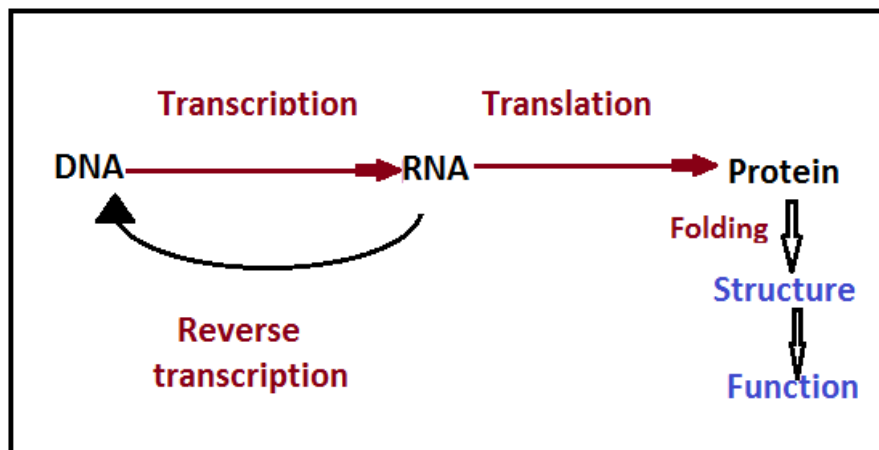 Transcription Translation
DNA RNA Protein
Folding
Structure
Reverse
transcription
Function